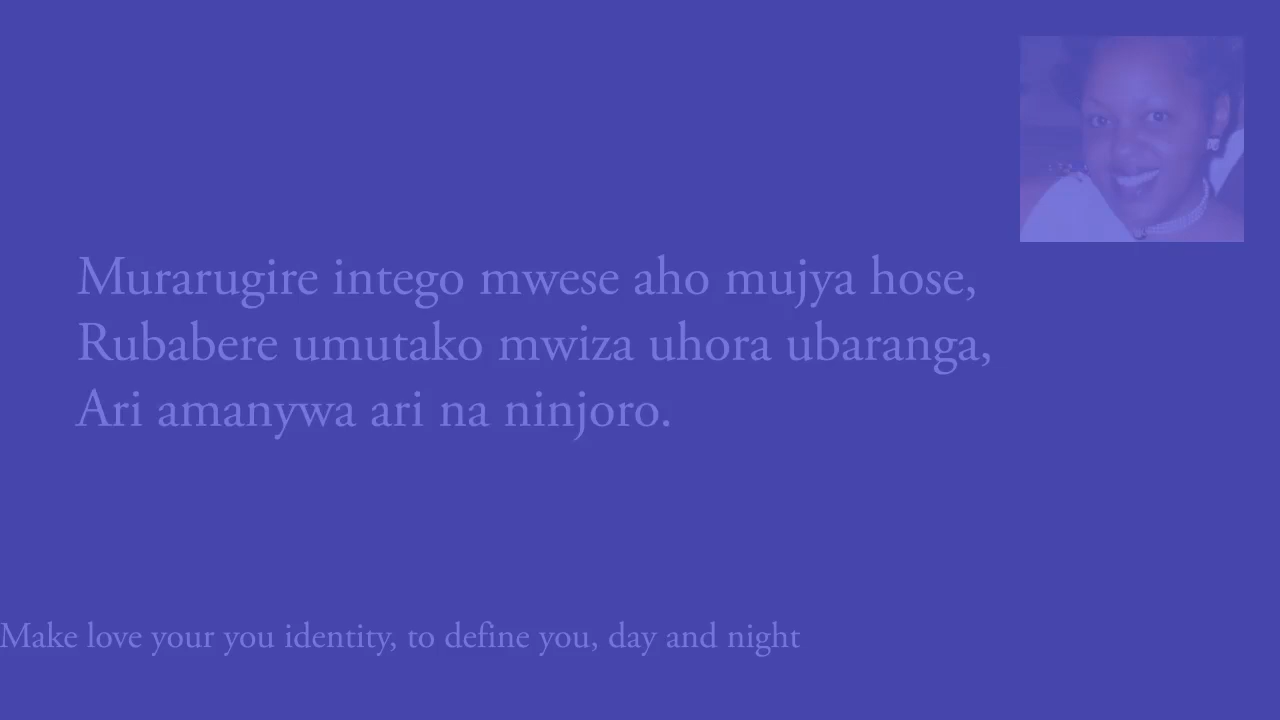 Murarugire intego mwese aho mujya hose,
Rubabere umutako mwiza uhora ubaranga,
Ari amanywa ari na ninjoro.
Make love your you identity, to define you, day and night